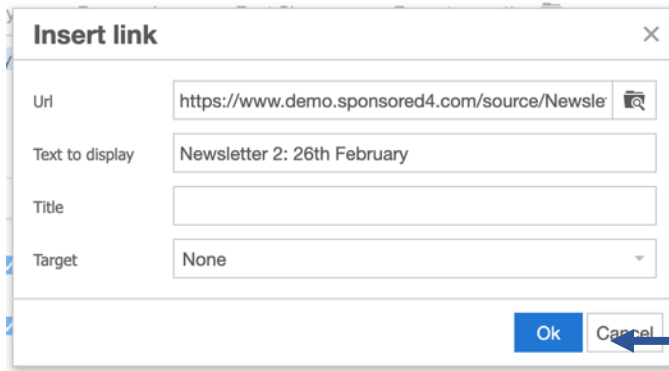 Insert link
Url https://www.demo.sponsored4.com/source/Newslet
Text to display Newsletter 2: 26th February
Title
Target None
Ok Cancel